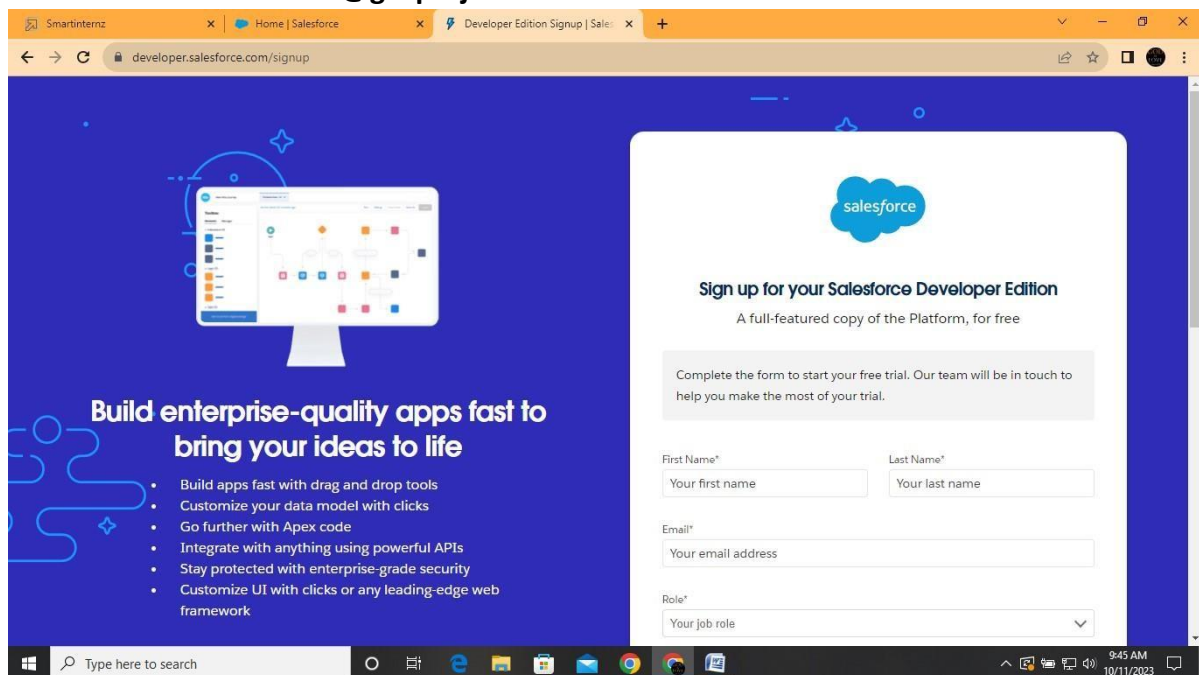 Smartinternz
Home | Salesforce
Developer Edition Signup | Sale
developer.salesforce.com/signup
salesforce
Sign up for your Salesforce Developer Edition
A full-featured copy of the Platform, for free
Complete the form to start your free trial. Our team will be in touch to
help you make the most of your trial.
Build enterprise-quality apps fast to
bring your ideas to life
• Build apps fast with drag and drop tools
• Customize your data model with clicks
• Go further with Apex code
• Integrate with anything using powerful APIs
• Stay protected with enterprise-grade security
• Customize UI with clicks or any leading-edge web
framework
First Name*
Last Name*
Your first name
Your last name
Email*
Your email address
Role*
Your job role
Type here to search
9:45 AM
10/11/2023